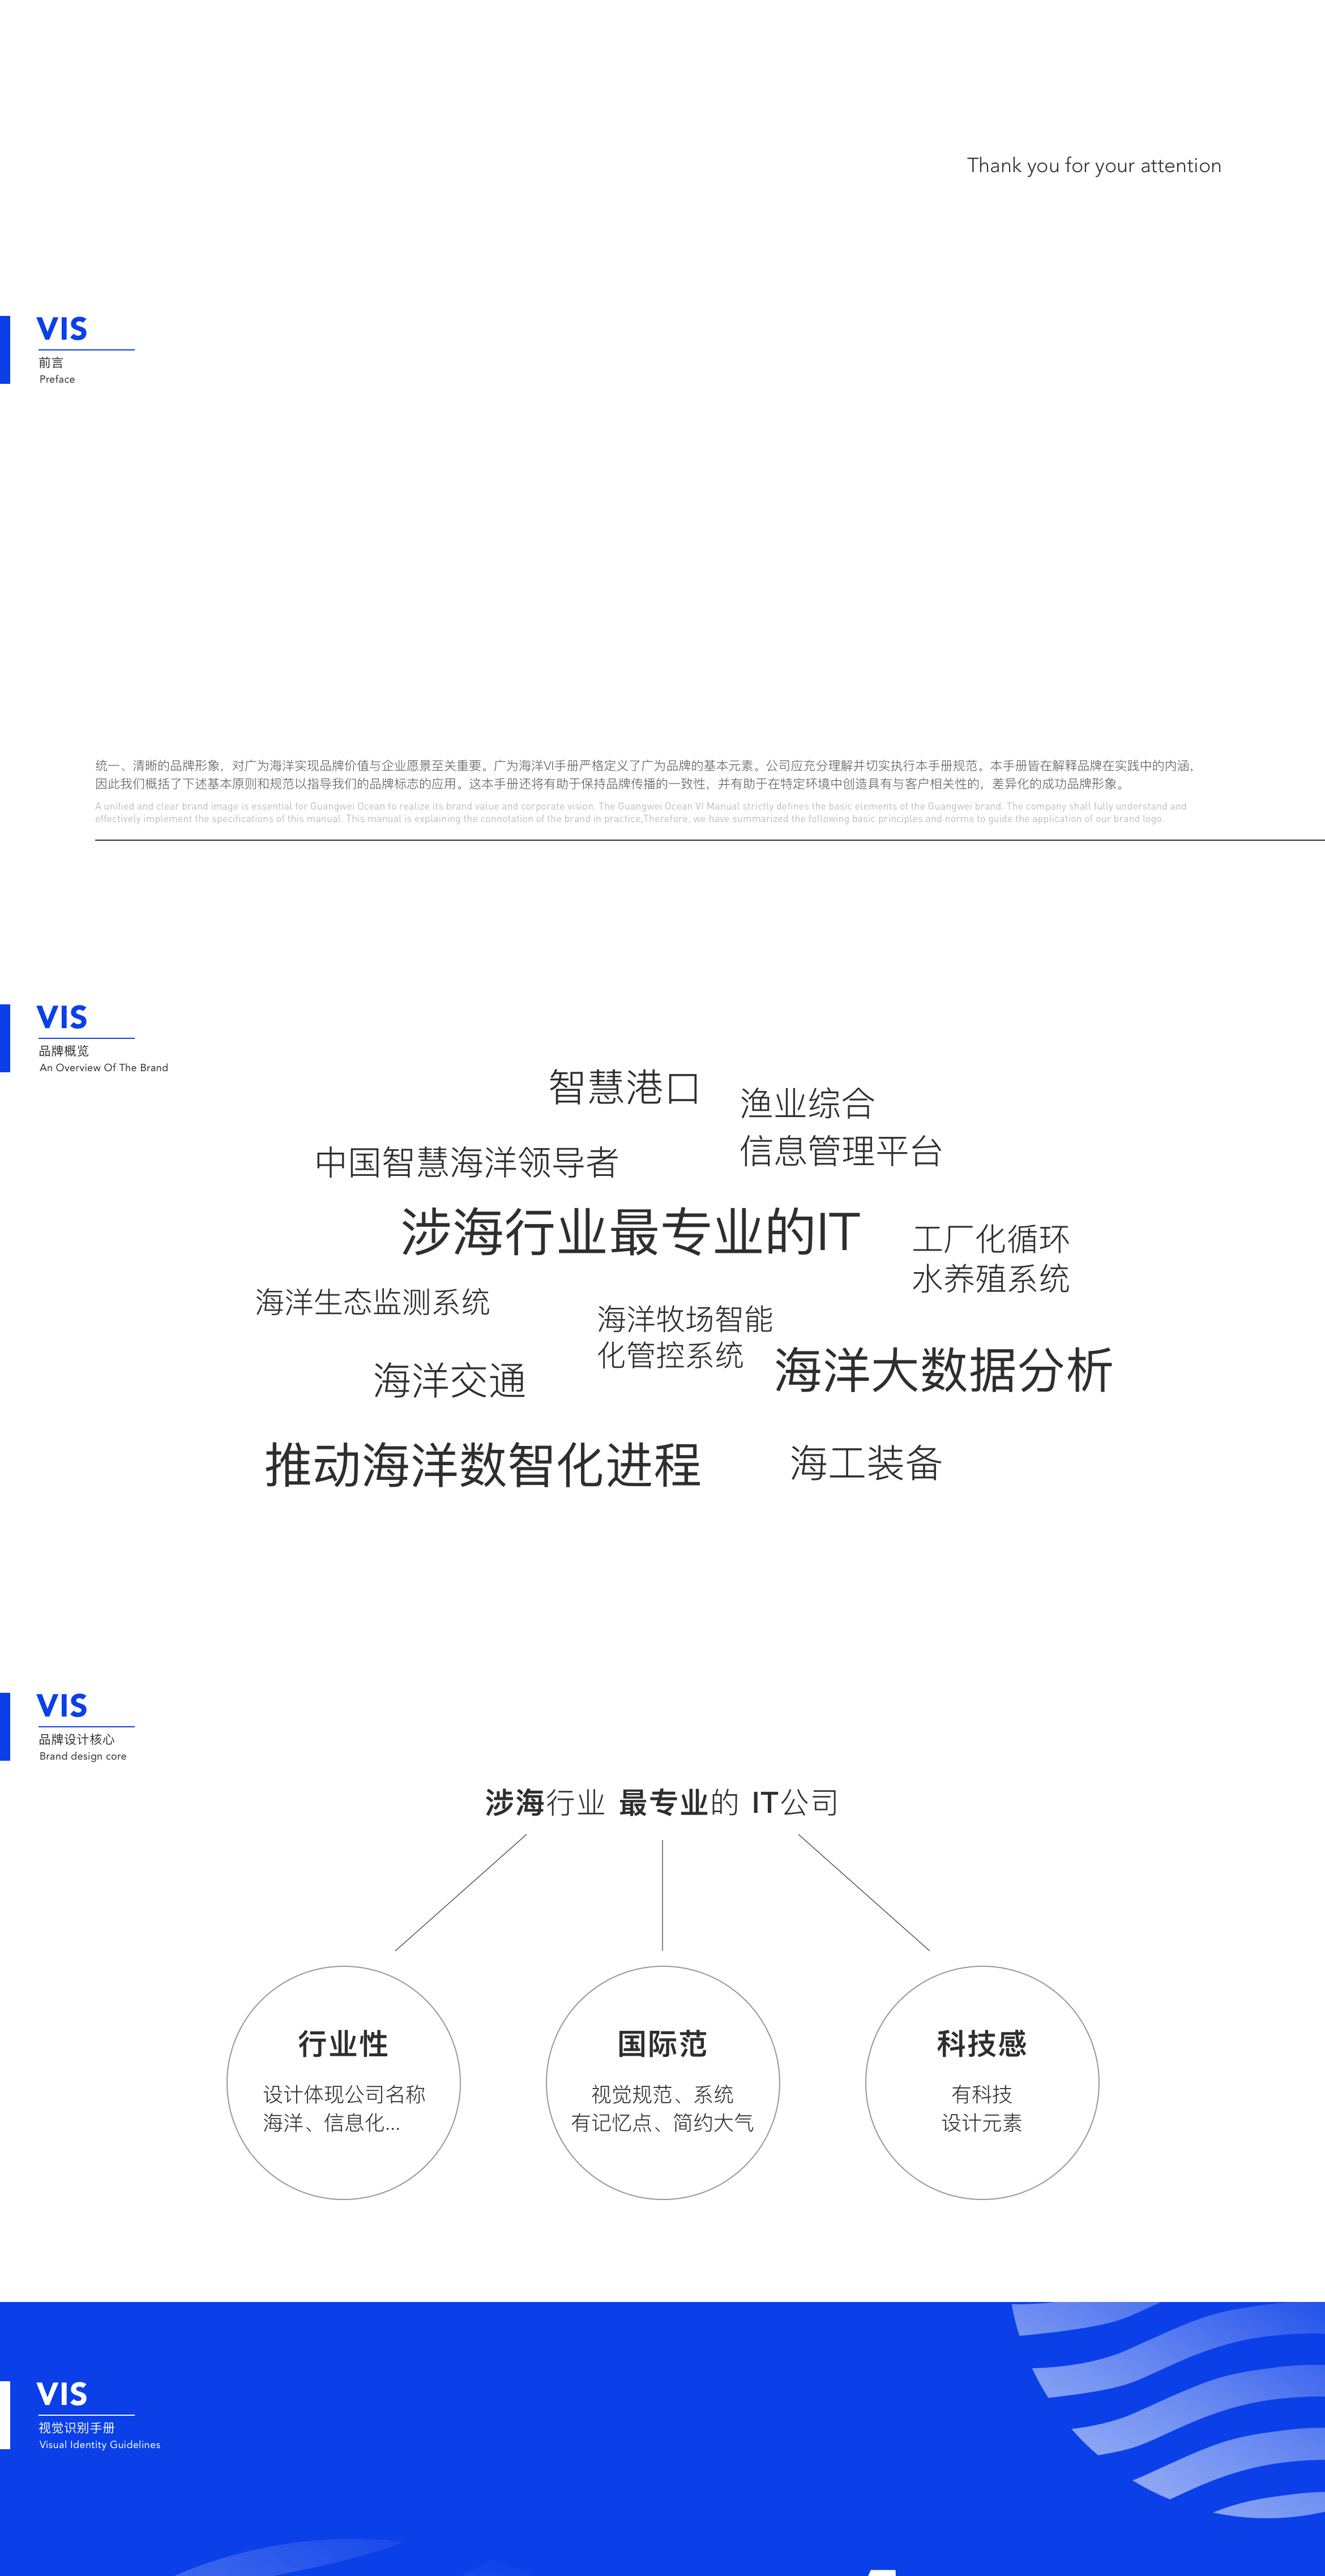 Thank you for your attention
VIS
前言
Preface
统一、清晰的品牌形象，对广为海洋实现品牌价值与企业愿景至关重要。广为海洋VI手册严格定义了广为品牌的基本元素。公司应充分理解并切实执行本手册规范。本手册皆在解释品牌在实践中的内涵，
因此我们概括了下述基本原则和规范以指导我们的品牌标志的应用。这本手册还将有助于保持品牌传播的一致性，并有助于在特定环境中创造具有与客户相关性的，差异化的成功品牌形象。
A unified and clear brand image is essential for Guangwei Ocean to realize its brand value and corporate vision. The Guangwei Ocean VI Manual strictly defines the basic elements of the Guangwei brand. The company shall fully understand and
effectively implement the specifications of this manual. This manual is explaining the connotation of the brand in practice,Therefore, we have summarized the following basic principles and norms to guide the application of our brand logo.
VIS
品牌概览
An Overview Of The Brand
智慧港口
渔业综合
信息管理平台
中国智慧海洋领导者
涉海行业最专业的IT
工厂化循环
水养殖系统
海洋生态监测系统
海洋牧场智能
化管控系统
海洋大数据分析
海洋交通
推动海洋数智化进程
海工装备
VIS
品牌设计核心
Brand design core
涉海行业 最专业的 IT公司
行业性
设计体现公司名称
海洋、信息化...
国际范
视觉规范、系统
有记忆点、简约大气
科技感
有科技
设计元素
VIS
视觉识别手册
Visual Identity Guidelines